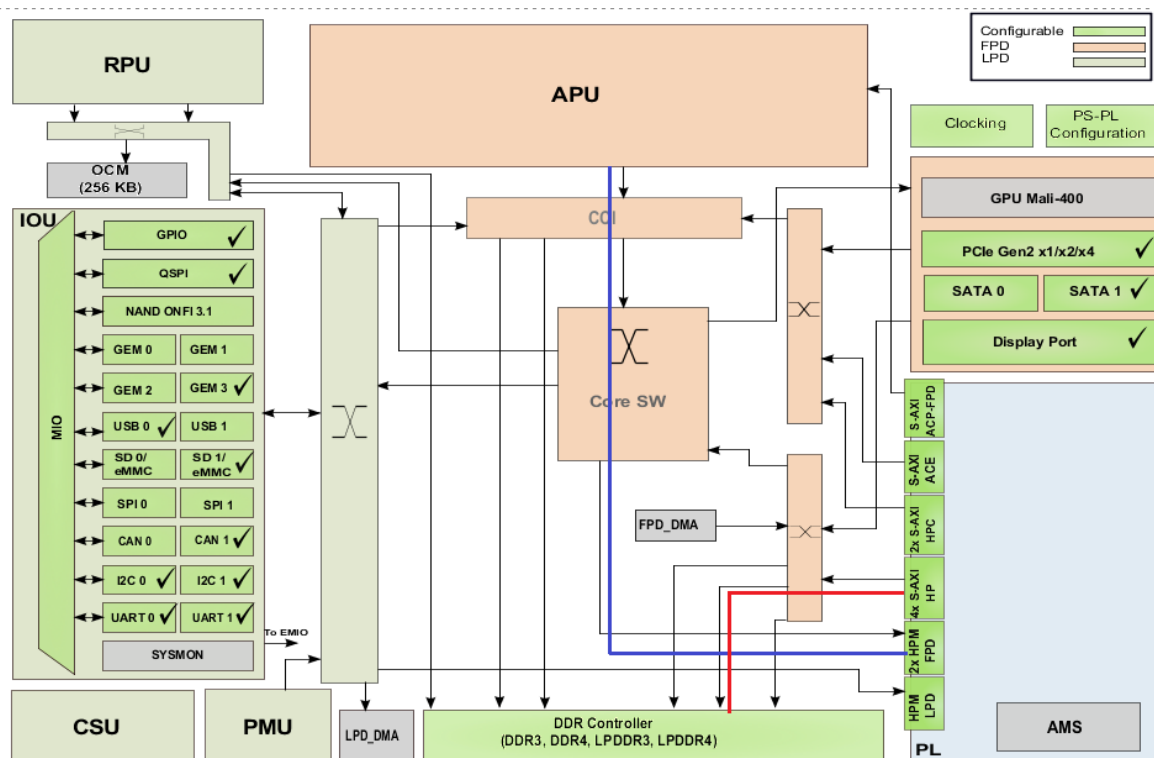 Configurable
FPD
LPD
RPU
APU
Clocking
PS-PL
Configuration
OCM
(256 KB)
GPU Mali-400
IOU
CCI
GPIO
QSPI
PCIe Gen2 x1/x2/x4
NAND ONFI 3.1
SATA 0
SATA 1
GEM 0
GEM 1
Display Port
GEM 2
GEM 3
Core SW
MIO
USB 0
USB 1
S-AXI
ACP-FPD
SD 0/
eMMC
SD 1/
eMMC
S-AXI
ACE
SPI 0
SPI 1
2x S-AXI
HPC
FPD_DMA
CAN 0
CAN 1
I2C 0
I2C 1
4x S-AXI
HP
UART 0
UART 1
To EMIO
2x HPM
FPD
SYSMON
HPM
LPD
CSU
PMU
LPD_DMA
DDR Controller
(DDR3, DDR4, LPDDR3, LPDDR4)
AMS
PL